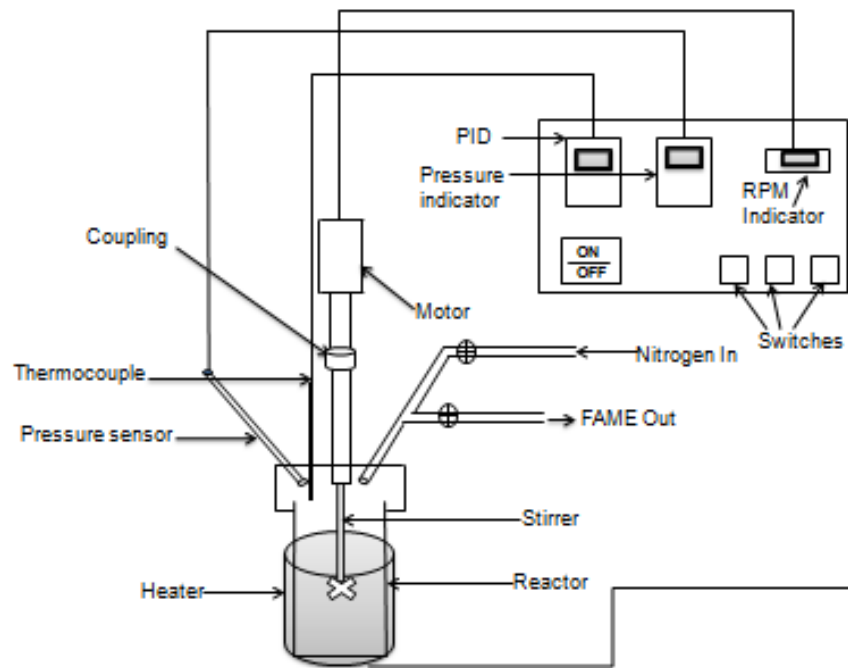 PID
Pressure
indicator
RPM
Indicator
Coupling
ON
OFF
Motor
Switches
Nitrogen In
Thermocouple
FAME Out
Pressure sensor
Stirrer
Heater
Reactor